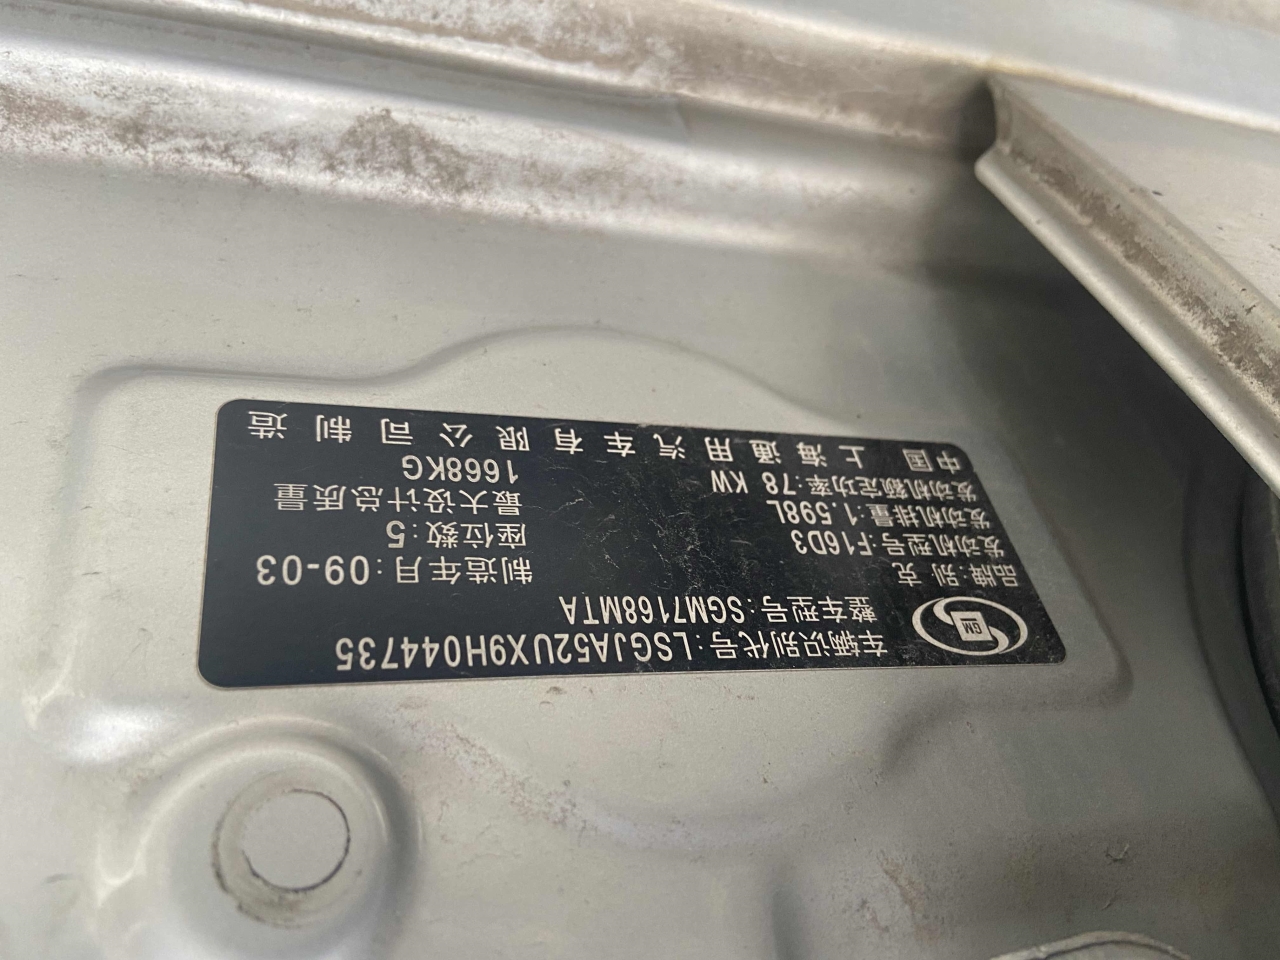 GM
车辆识别代号:LSGJA52UX9H044735
整车型号:SGM7168MTA
品牌:别 克 制造年月:09-03
发动机型号:F16D3 座位数:5
发动机排量:1.598L 最大设计总质量
发动机额定功率:78 KW 1668KG
中国 上海通用汽车有限公司制造